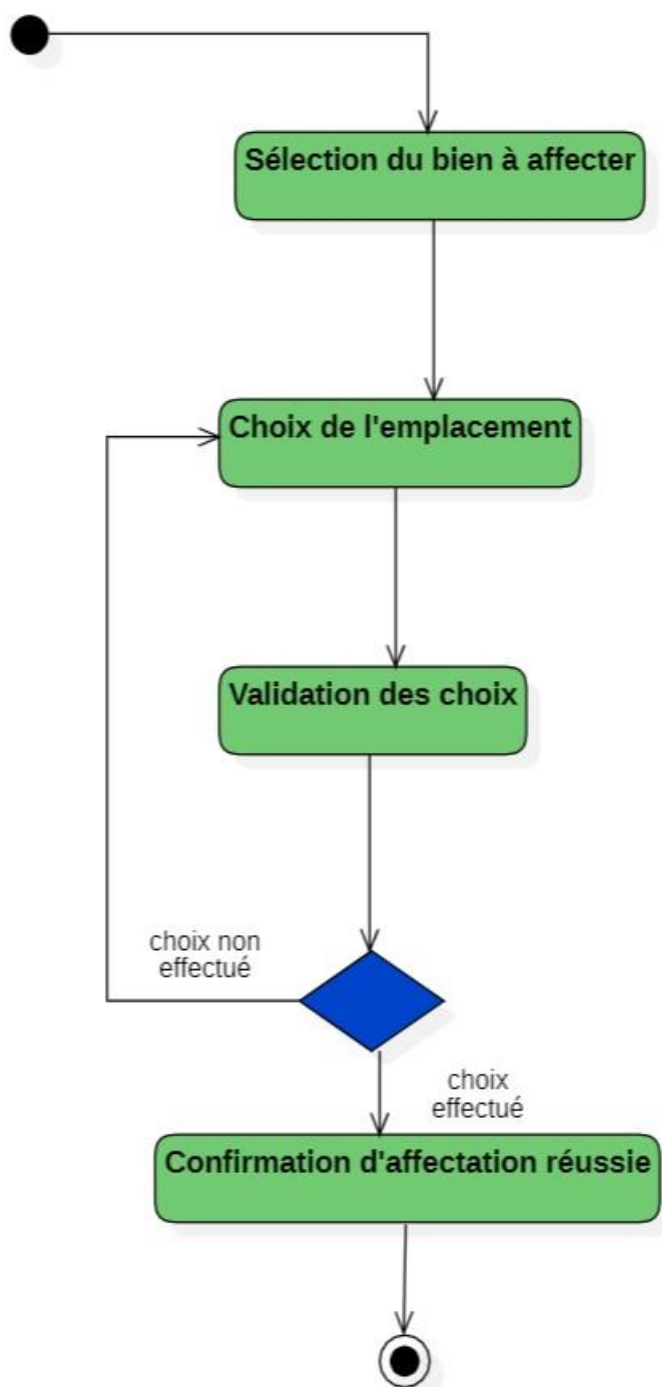 Sélection du bien à affecter
Choix de l'emplacement
Validation des choix
choix non
effectué
choix
effectué
Confirmation d'affectation réussie